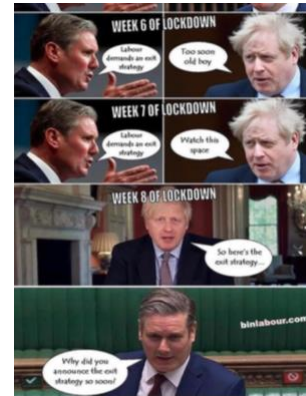 WEEK 6 OF LOCKDOWN
Labour
demands an exit
strategy
Too soon
old boy
WEEK 7 OF LOCKDOWN
Labour
demands an exit
strategy
Watch this
space
WEEK 8 OF LOCKDOWN
So here's the
exit strategy...
binlabour.com
Why did you
announce the exit
strategy so soon?